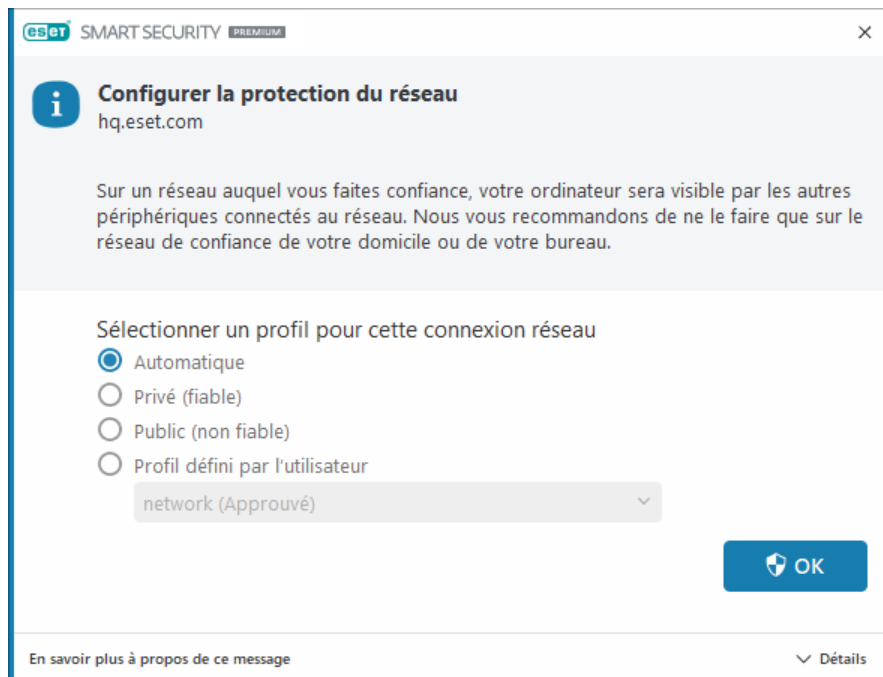 eset SMART SECURITY PREMIUM
Configurer la protection du réseau
hq.eset.com
Sur un réseau auquel vous faites confiance, votre ordinateur sera visible par les autres
périphériques connectés au réseau. Nous vous recommandons de ne le faire que sur le
réseau de confiance de votre domicile ou de votre bureau.
Sélectionner un profil pour cette connexion réseau
Automatique
Privé (fiable)
Public (non fiable)
Profil défini par l'utilisateur
network (Approuvé)
OK
En savoir plus à propos de ce message
Détails